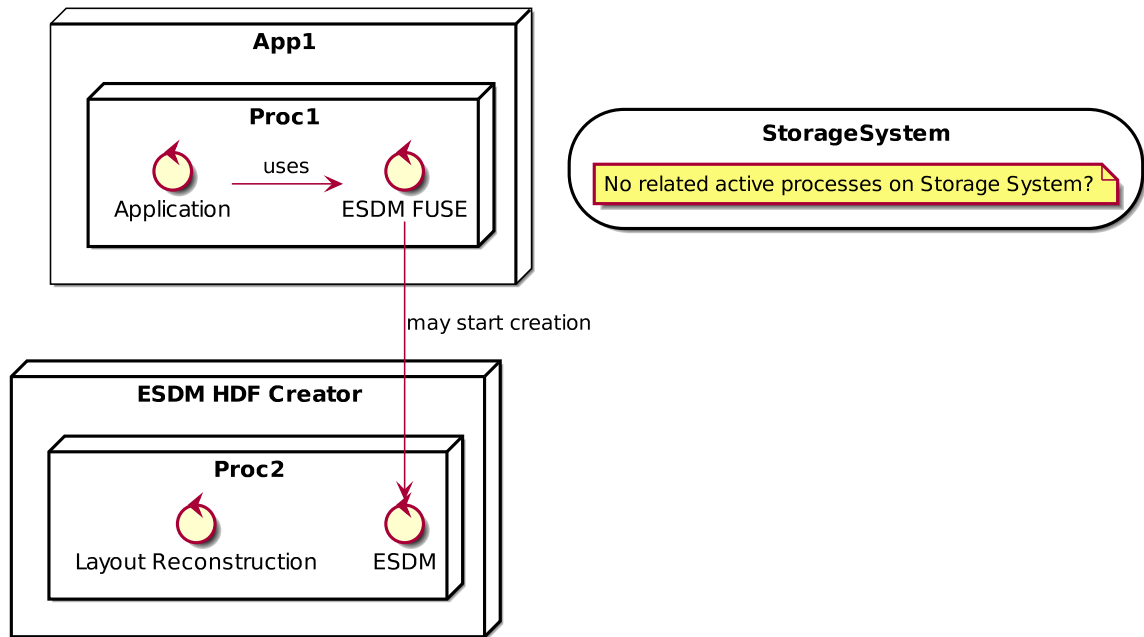 App1
Proc1
uses
Application
ESDM FUSE
StorageSystem
No related active processes on Storage System?
may start creation
ESDM HDF Creator
Proc2
Layout Reconstruction
ESDM